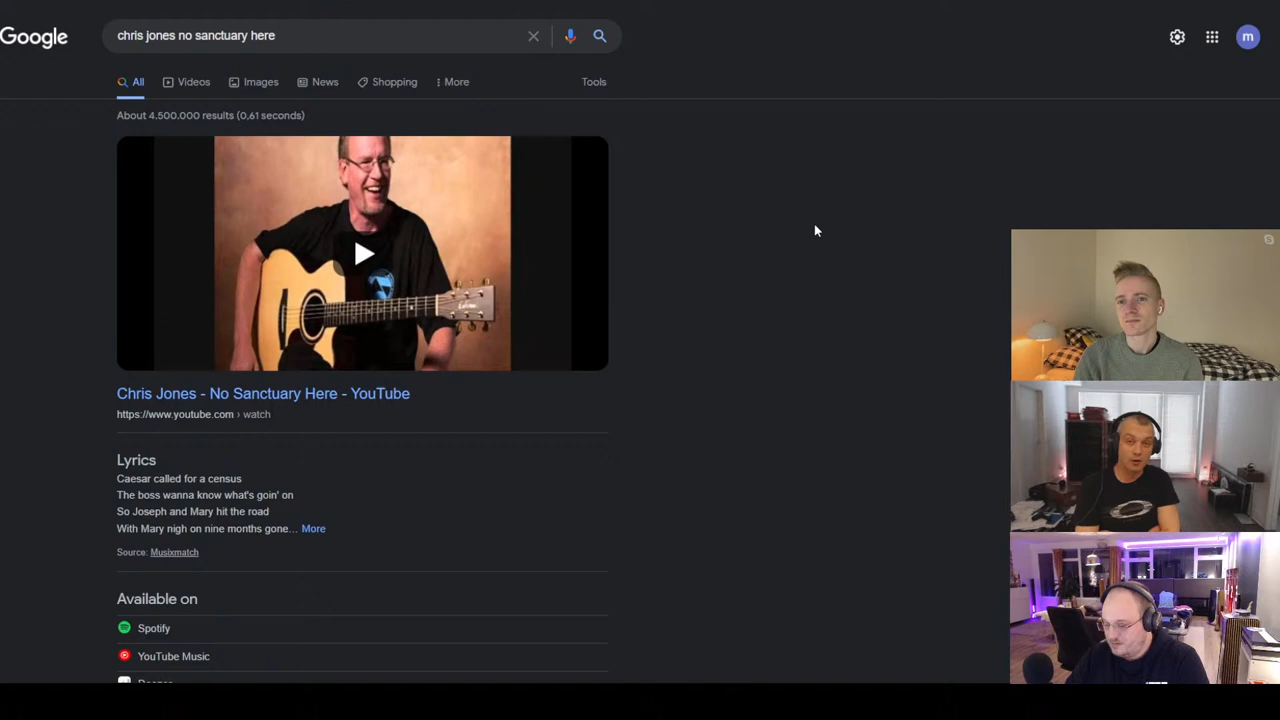 Google
chris jones no sanctuary here
m
All
Videos
Images
News
Shopping
More
Tools
About 4.500.000 results (0,61 seconds)
Chris Jones - No Sanctuary Here - YouTube
https://www.youtube.com › watch
Lyrics
Caesar called for a census
The boss wanna know what's goin' on
So Joseph and Mary hit the road
With Mary nigh on nine months gone... More
Source: Musixmatch
Available on
Spotify
YouTube Music